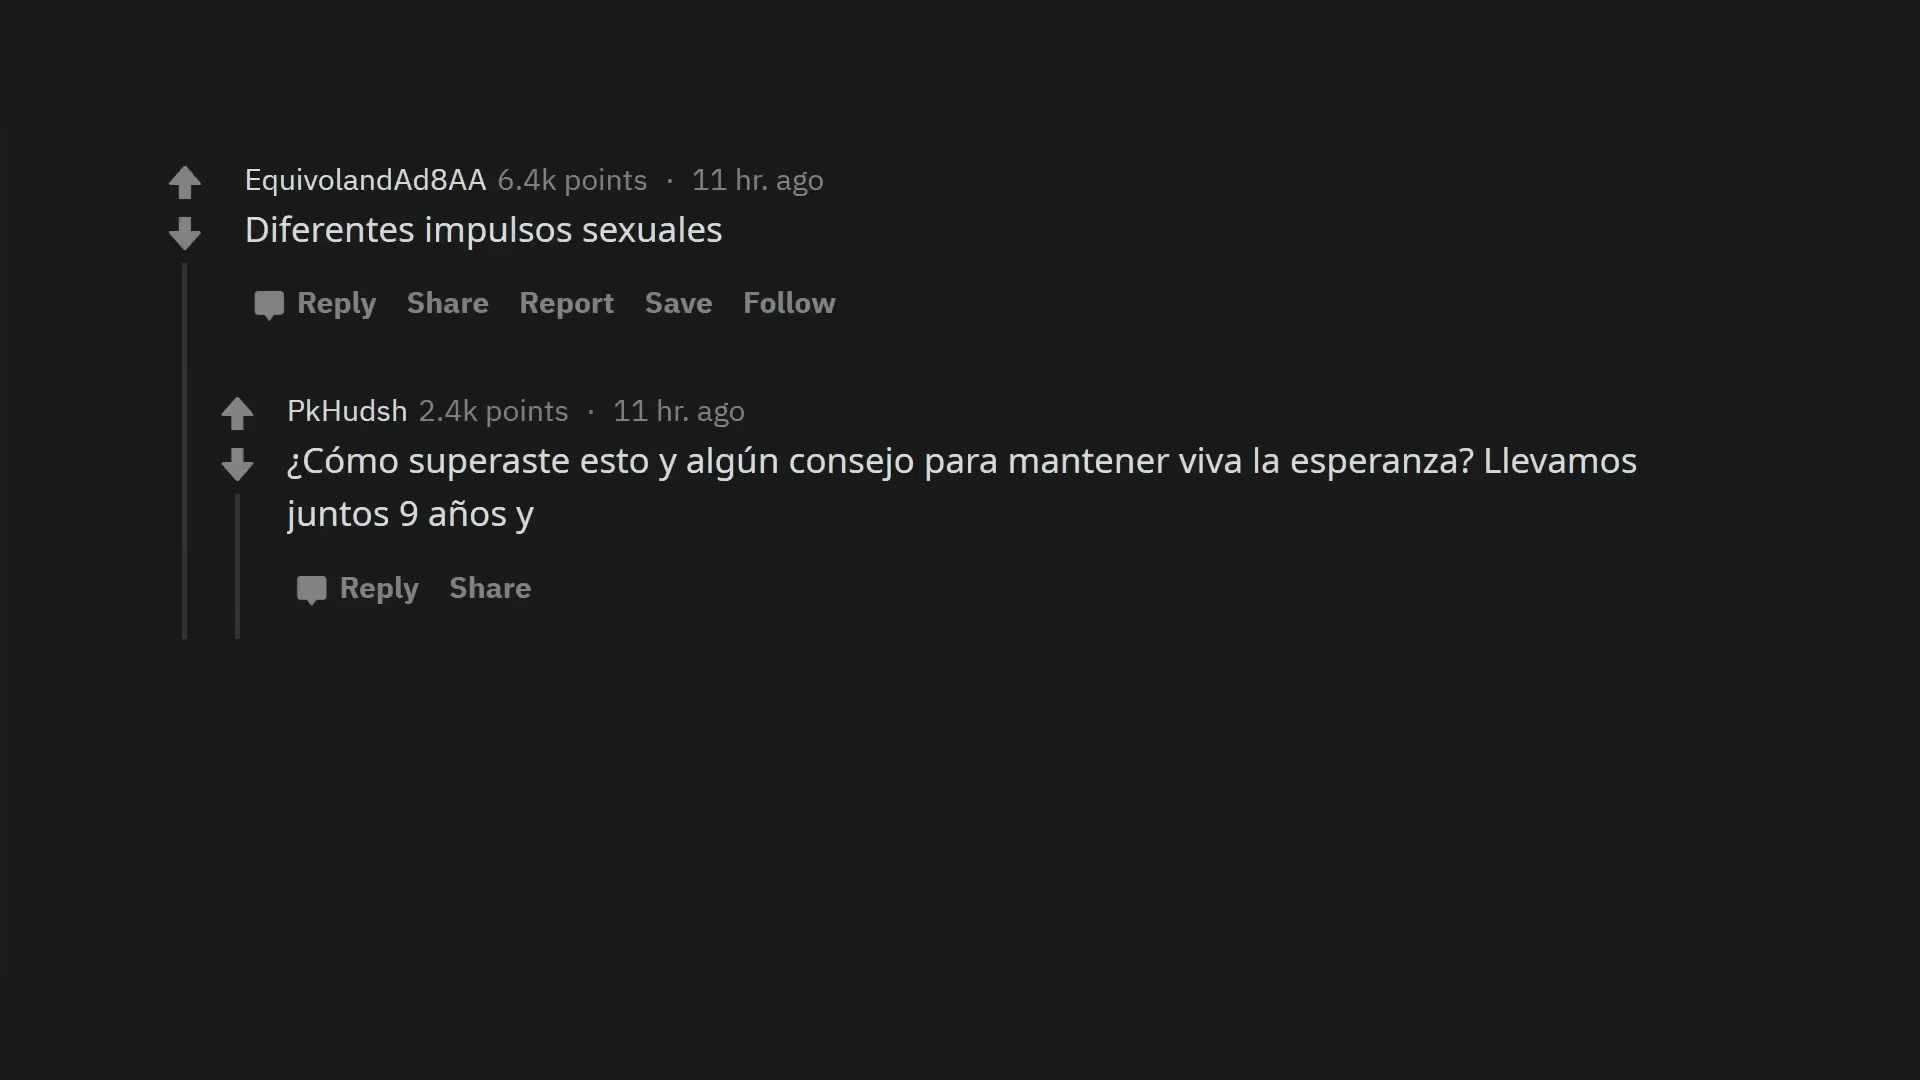 EquivolandAd8AA 6.4k points · 11 hr. ago
Diferentes impulsos sexuales
Reply Share Report Save Follow
PkHudsh 2.4k points · 11 hr. ago
¿Cómo superaste esto y algún consejo para mantener viva la esperanza? Llevamos
juntos 9 años y
Reply Share